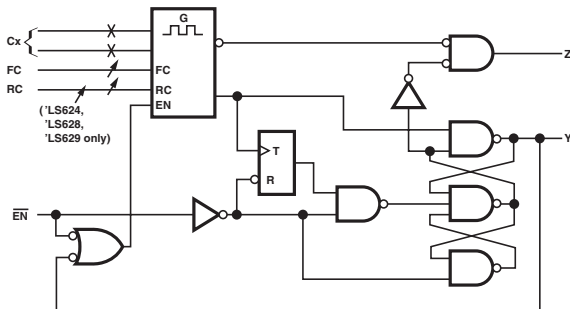 G
Cx
FC
FC
RC
RC
EN
('LS624,
'LS628,
'LS629 only)
Z
Y
T
R
EN